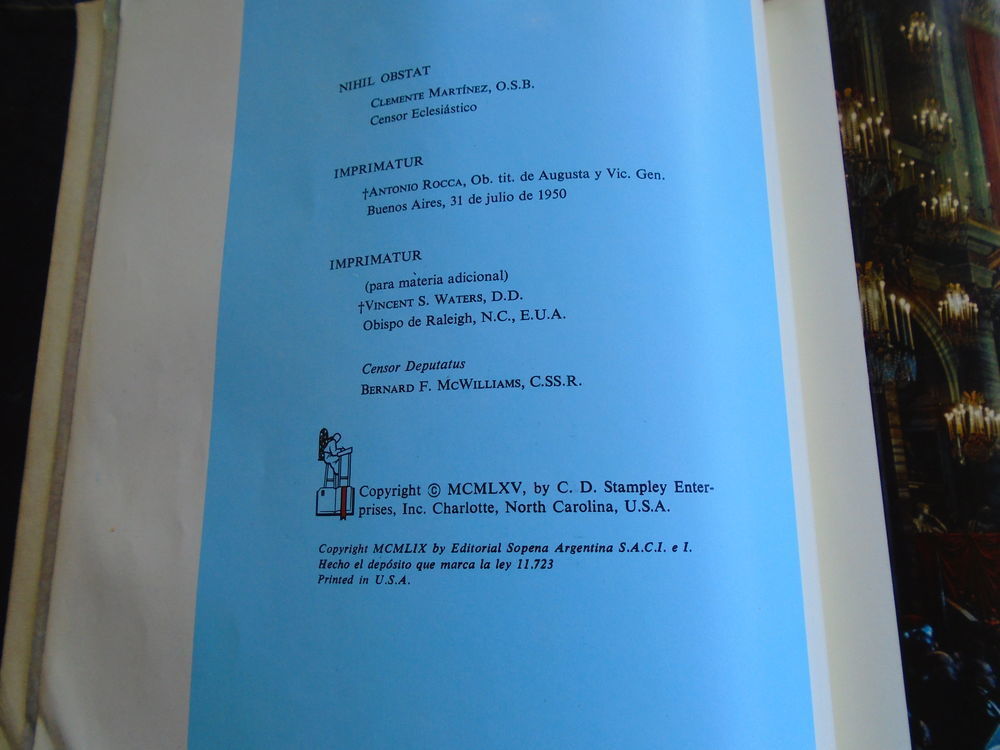 NIHIL OBSTAT
CLEMENTE MARTÍNEZ, O.S.B.
Censor Eclesiástico
IMPRIMATUR
†ANTONIO ROCCA, Ob. tit. de Augusta y Vic. Gen.
Buenos Aires, 31 de julio de 1950
IMPRIMATUR
(para materia adicional)
†VINCENT S. WATERS, D.D.
Obispo de Raleigh, N.C., E.U.A.
Censor Deputatus
BERNARD F. MCWILLIAMS, C.SS.R.
Copyright © MCMLXV, by C. D. Stampley Enter-
prises, Inc. Charlotte, North Carolina, U.S.A.
Copyright MCMLIX by Editorial Sopena Argentina S.A.C.I. e I.
Hecho el depósito que marca la ley 11.723
Printed in U.S.A.